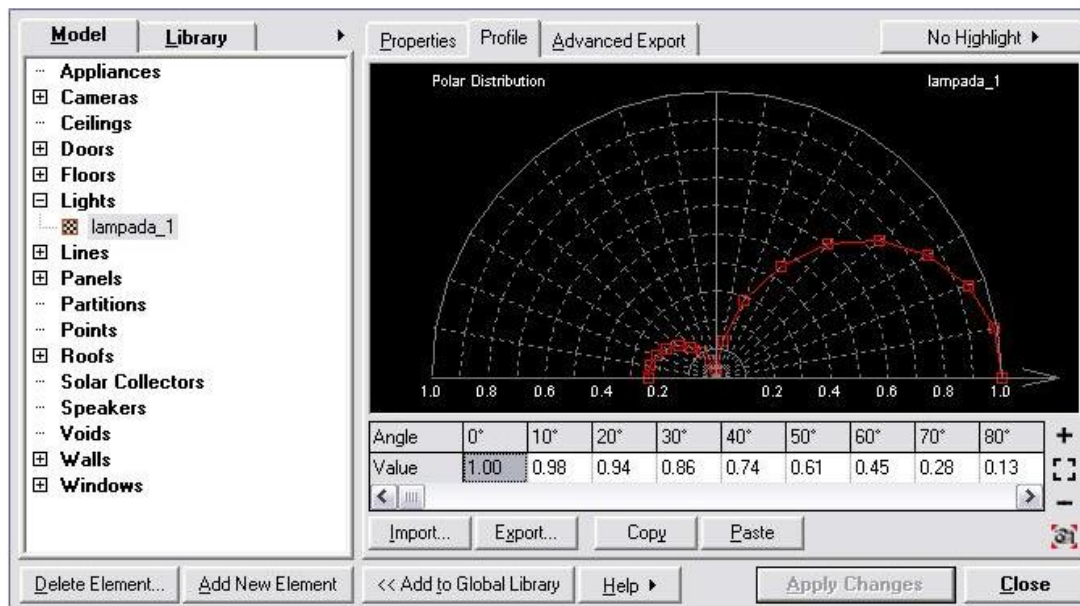 Model
Library
Properties
Profile
Advanced Export
No Highlight
Appliances
Cameras
Ceilings
Doors
Floors
Lights
lampada_1
Lines
Panels
Partitions
Points
Roofs
Solar Collectors
Speakers
Voids
Walls
Windows
Polar Distribution
lampada_1
1.0 0.8 0.6 0.4 0.2 0.2 0.4 0.6 0.8 1.0
Angle 0° 10° 20° 30° 40° 50° 60° 70° 80°
Value 1.00 0.98 0.94 0.86 0.74 0.61 0.45 0.28 0.13
Import... Export... Copy Paste
Delete Element... Add New Element << Add to Global Library Help Apply Changes Close